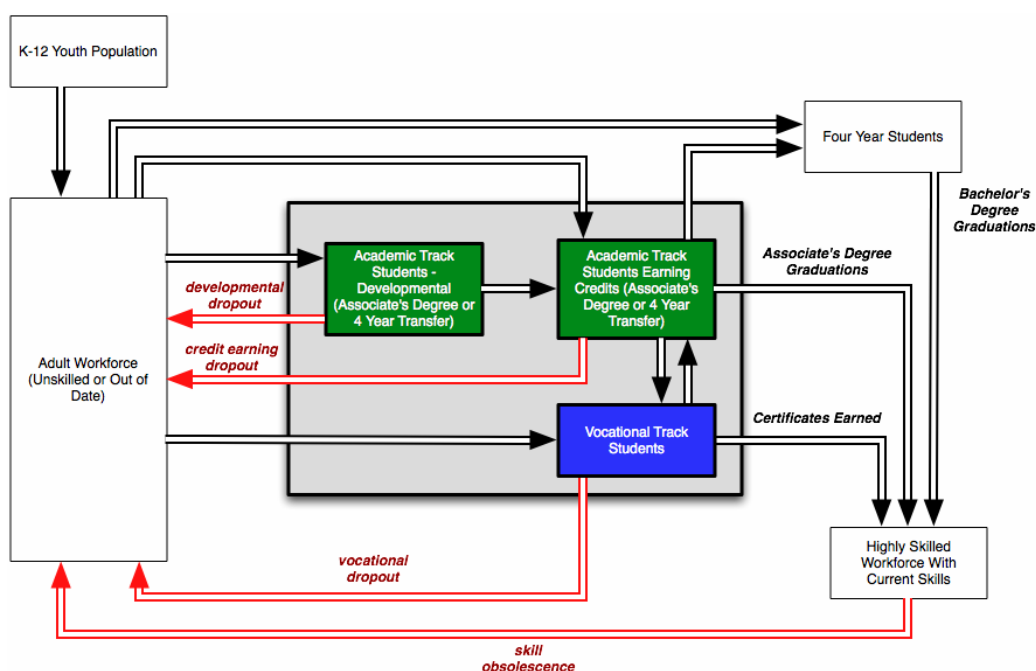 K-12 Youth Population
Four Year Students
Bachelor's
Degree
Graduations
Academic Track
Students -
Developmental
(Associate's Degree or
4 Year Transfer)
Academic Track
Students Earning
Credits (Associate's
Degree or 4 Year
Transfer)
Associate's Degree
Graduations
developmental
dropout
credit earning
dropout
Adult Workforce
(Unskilled or Out of
Date)
Vocational Track
Students
Certificates Earned
vocational
dropout
Highly Skilled
Workforce With
Current Skills
skill
obsolescence